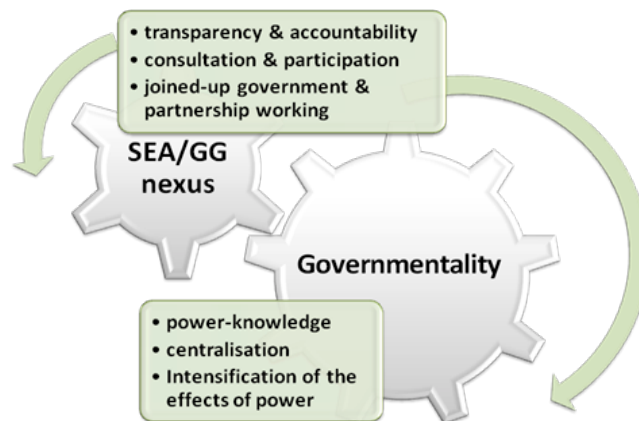 • transparency & accountability
• consultation & participation
• joined-up government &
partnership working
SEA/GG
nexus
Governmentality
• power-knowledge
• centralisation
• Intensification of the
effects of power